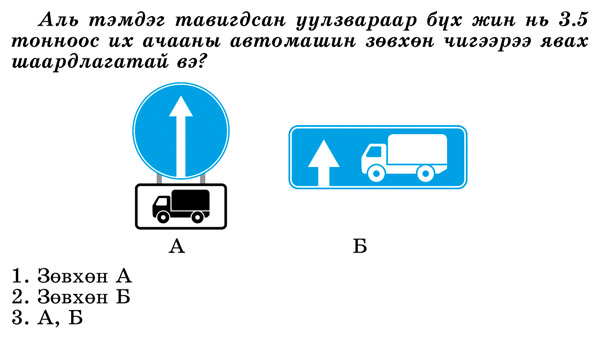 Аль тэмдэг тавигдсан уулзвараар бүх жин нь 3.5
тонноос их ачааны автомашин зөвхөн чигээрээ явах
шаардлагатай вэ?
А
Б
1. Зөвхөн А
2. Зөвхөн Б
3. А, Б